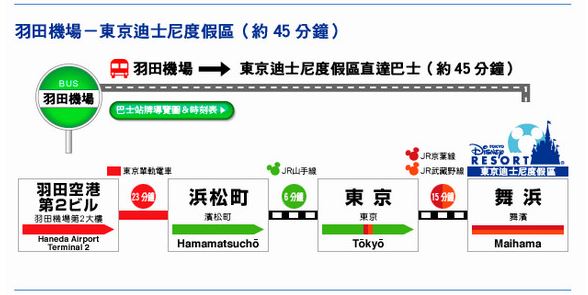 羽田機場－東京迪士尼度假區（約 45 分鐘）
BUS
羽田機場
羽田機場 東京迪士尼度假區直達巴士（約 45 分鐘）
巴士站牌導覽圖&時刻表
TOKYO
DISNEY
RESORT
東京迪士尼度假區
東京單軌電車
JR山手線
JR京葉線
JR武蔵野線
羽田空港
第2ビル
羽田機場第2大樓
Haneda Airport
Terminal 2
23 分鐘
浜松町
濱松町
Hamamatsuchō
6分鐘
東京
東京
Tōkyō
15分鐘
舞浜
舞濱
Maihama